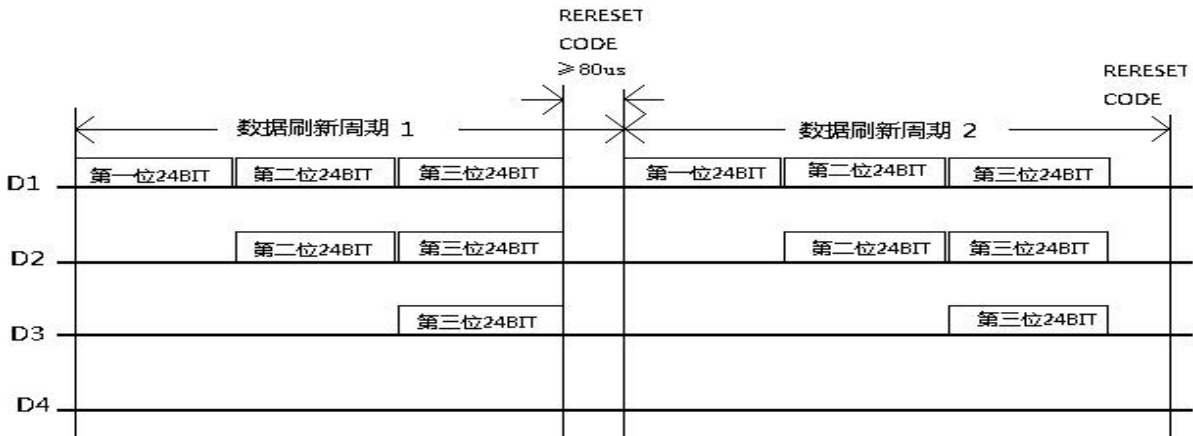 RERESET
CODE
≥80us
RERESET
CODE
数据刷新周期 1
数据刷新周期 2
D1
第一位24BIT
第二位24BIT
第三位24BIT
第一位24BIT
第二位24BIT
第三位24BIT
D2
第二位24BIT
第三位24BIT
第二位24BIT
第三位24BIT
D3
第三位24BIT
第三位24BIT
D4